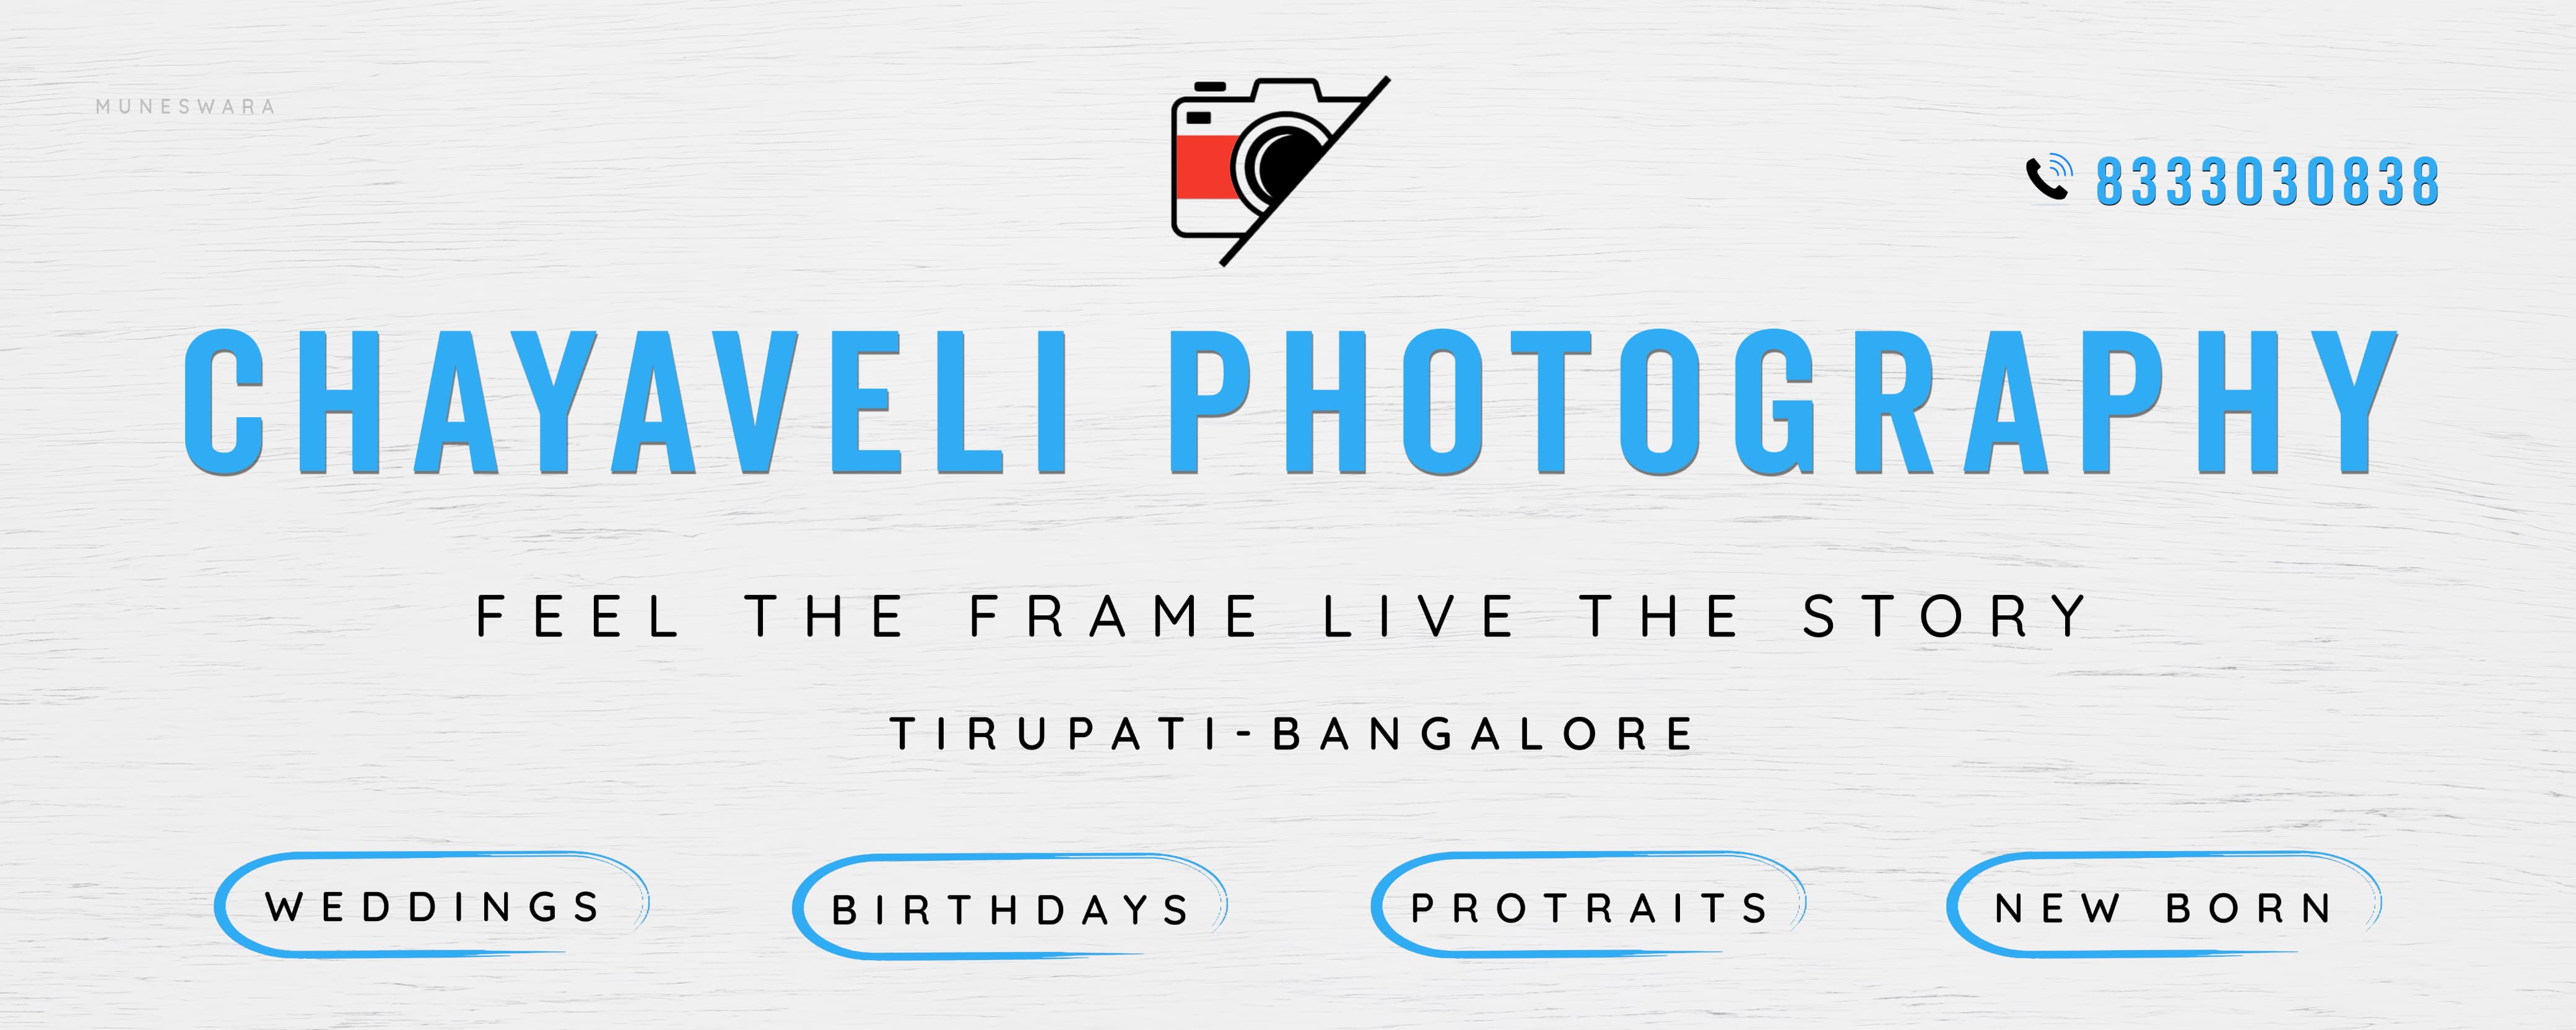 MUNESWARA
8333030838
CHAYAVELI PHOTOGRAPHY
FEEL THE FRAME LIVE THE STORY
TIRUPATI-BANGALORE
WEDDINGS
BIRTHDAYS
PROTRAITS
NEW BORN